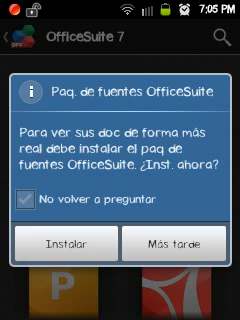 7:05 PM
pro
OfficeSuite 7
Paq. de fuentes OfficeSuite
Para ver sus doc de forma más
real debe instalar el paq de
fuentes OfficeSuite. ¿Inst. ahora?
No volver a preguntar
Instalar
Más tarde
P